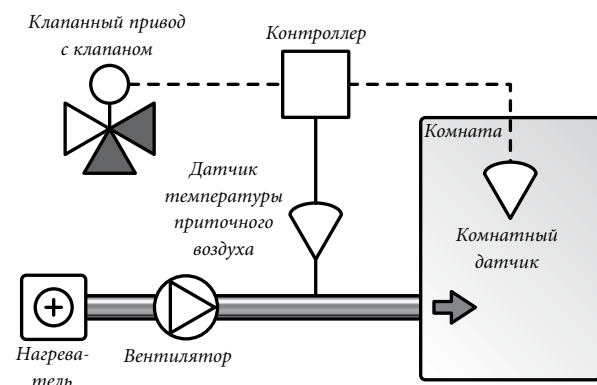 Клапанный привод
с клапаном
Контроллер
Комната
Датчик
температуры
приточного
воздуха
Комнатный
датчик
Нагрева-
тель
Вентилятор